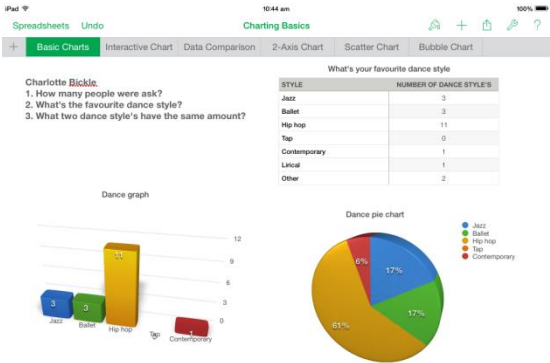 iPad 10:44 am 100%
Spreadsheets Undo Charting Basics ?
+ Basic Charts Interactive Chart Data Comparison 2-Axis Chart Scatter Chart Bubble Chart
What's your favourite dance style
Charlotte Bickle
1. How many people were ask?
2. What's the favourite dance style?
3. What two dance style's have the same amount?
STYLE NUMBER OF DANCE STYLE'S
Jazz 3
Ballet 3
Hip hop 11
Tap 0
Contemporary 1
Lirical 1
Other 2
Dance graph
12
9
6
3
0
11
3
3
0
1
Jazz
Ballet
Hip hop
Tap
Contemporary
Dance pie chart
6%
17%
17%
61%
Jazz
Ballet
Hip hop
Tap
Contemporary